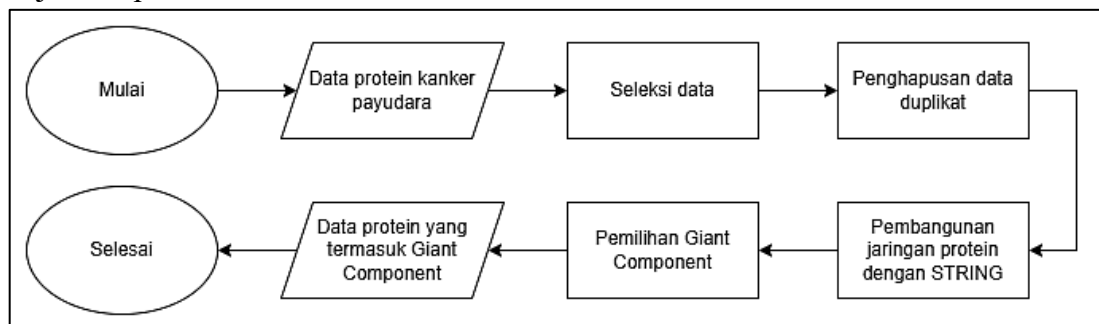 Mulai
Data protein kanker
payudara
Seleksi data
Penghapusan data
duplikat
Pembangunan
jaringan protein
dengan STRING
Pemilihan Giant
Component
Data protein yang
termasuk Giant
Component
Selesai